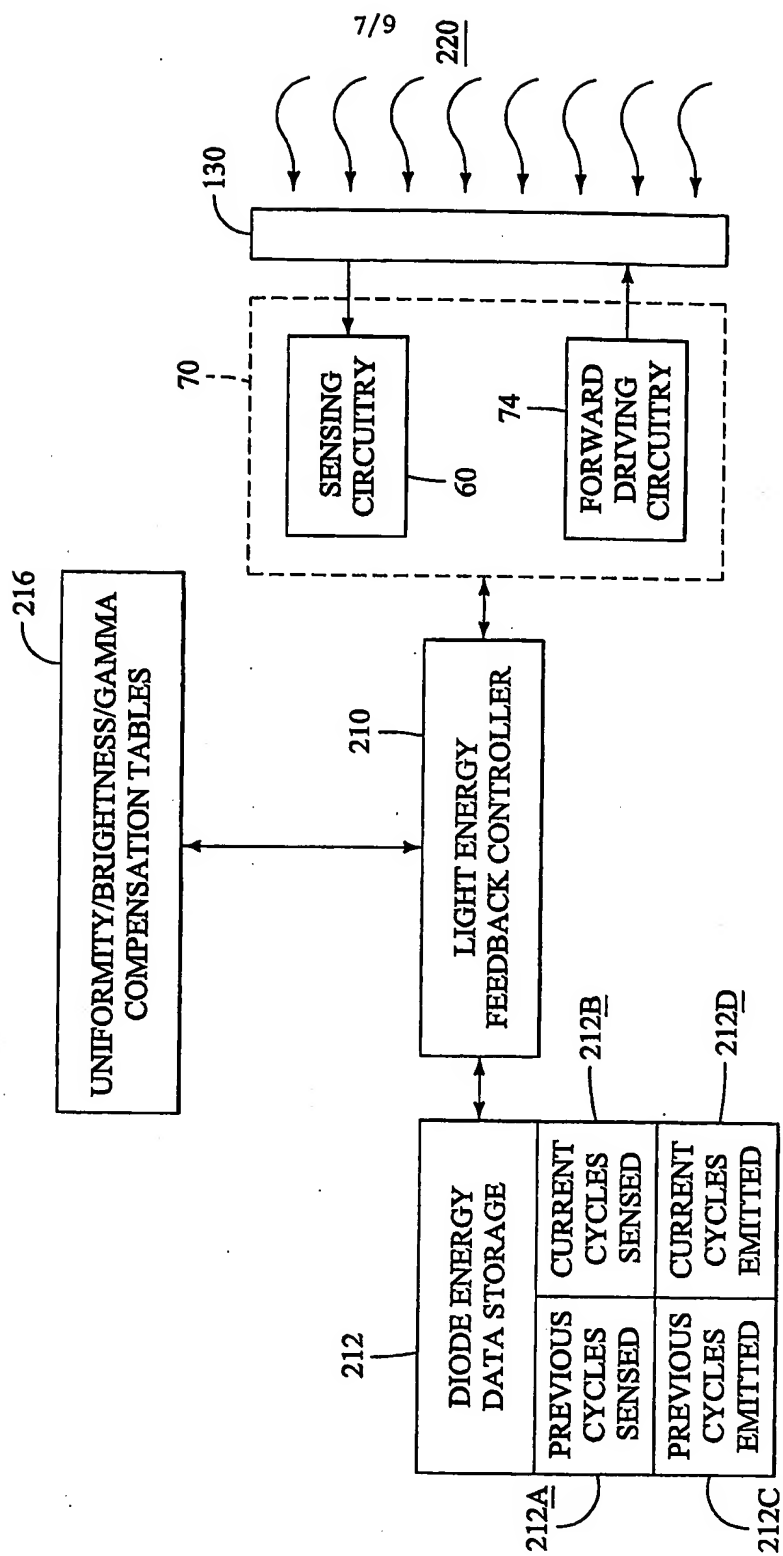 7/9
220
130
70
SENSING
CIRCUITRY
60
74
FORWARD
DRIVING
CIRCUITRY
216
UNIFORMITY/BRIGHTNESS/GAMMA
COMPENSATION TABLES
210
LIGHT ENERGY
FEEDBACK CONTROLLER
212
DIODE ENERGY
DATA STORAGE
PREVIOUS
CYCLES
SENSED
CURRENT
CYCLES
SENSED
PREVIOUS
CYCLES
EMITTED
CURRENT
CYCLES
EMITTED
212A
212B
212C
212D